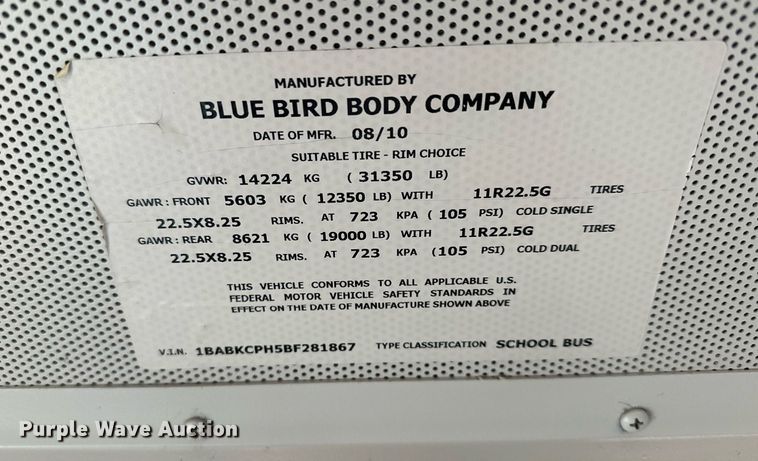 MANUFACTURED BY
BLUE BIRD BODY COMPANY
DATE OF MFR. 08/10
SUITABLE TIRE - RIM CHOICE
GVWR: 14224 KG ( 31350 LB)
GAWR : FRONT 5603 KG ( 12350 LB) WITH 11R22.5G TIRES
22.5X8.25 RIMS. AT 723 KPA ( 105 PSI) COLD SINGLE
GAWR : REAR 8621 KG ( 19000 LB) WITH 11R22.5G TIRES
22.5X8.25 RIMS. AT 723 KPA (105 PSI) COLD DUAL
THIS VEHICLE CONFORMS TO ALL APPLICABLE U.S.
FEDERAL MOTOR VEHICLE SAFETY STANDARDS IN
EFFECT ON THE DATE OF MANUFACTURE SHOWN ABOVE
V.I.N. 1BABKCPH5BF281867 TYPE CLASSIFICATION SCHOOL BUS
Purple Wave Auction